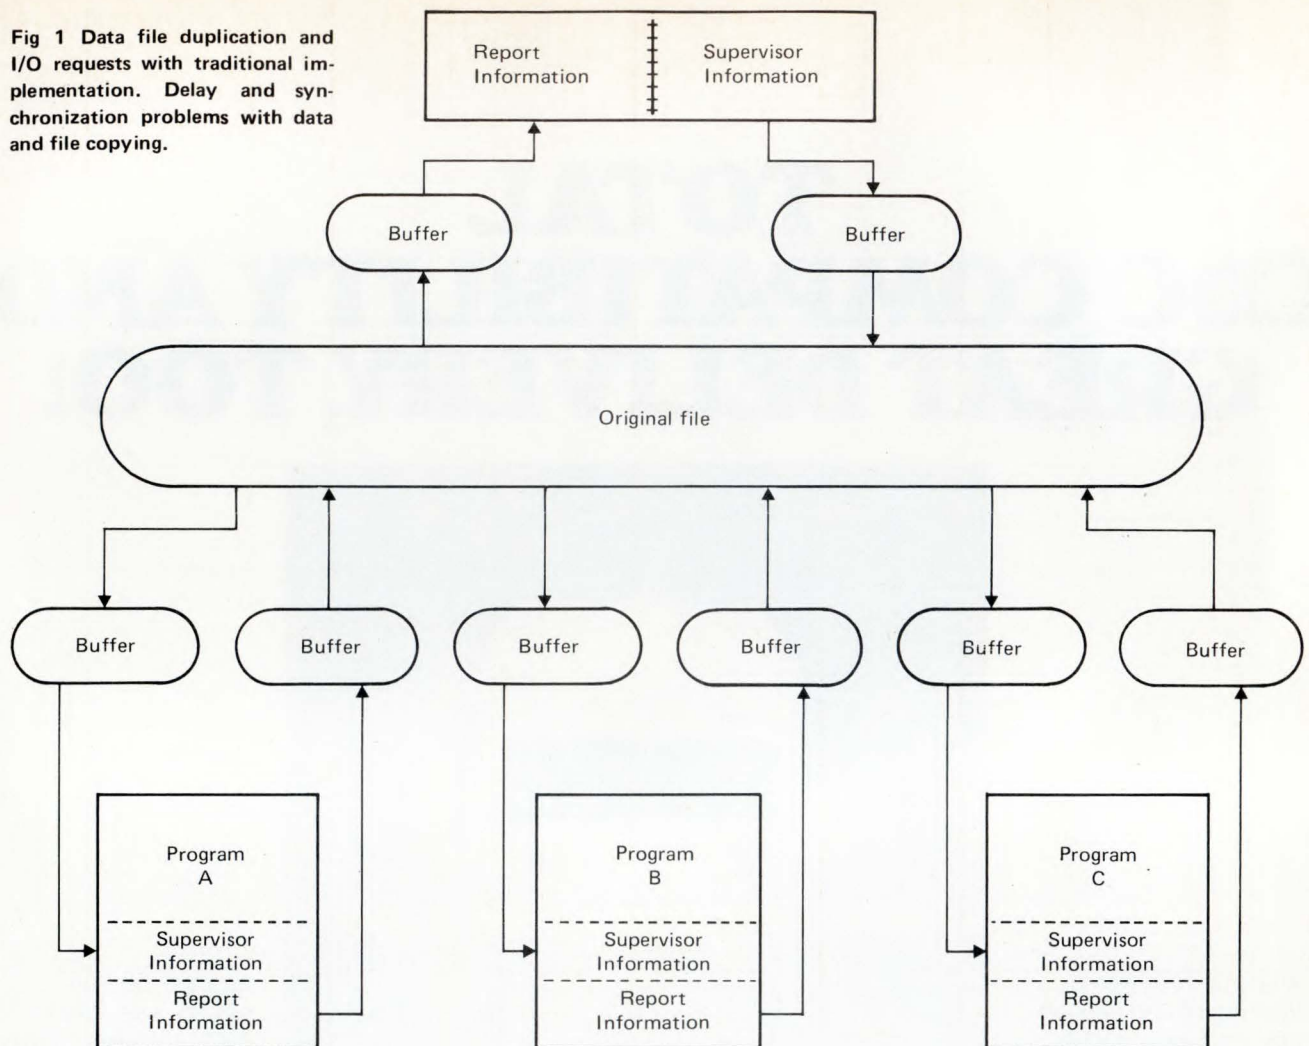 Fig 1 Data file duplication and
I/O requests with traditional im-
plementation. Delay and syn-
chronization problems with data
and file copying.
Report
Information
Supervisor
Information
Buffer
Buffer
Original file
Buffer
Buffer
Buffer
Buffer
Buffer
Buffer
Program
A
Supervisor
Information
Report
Information
Program
B
Supervisor
Information
Report
Information
Program
C
Supervisor
Information
Report
Information